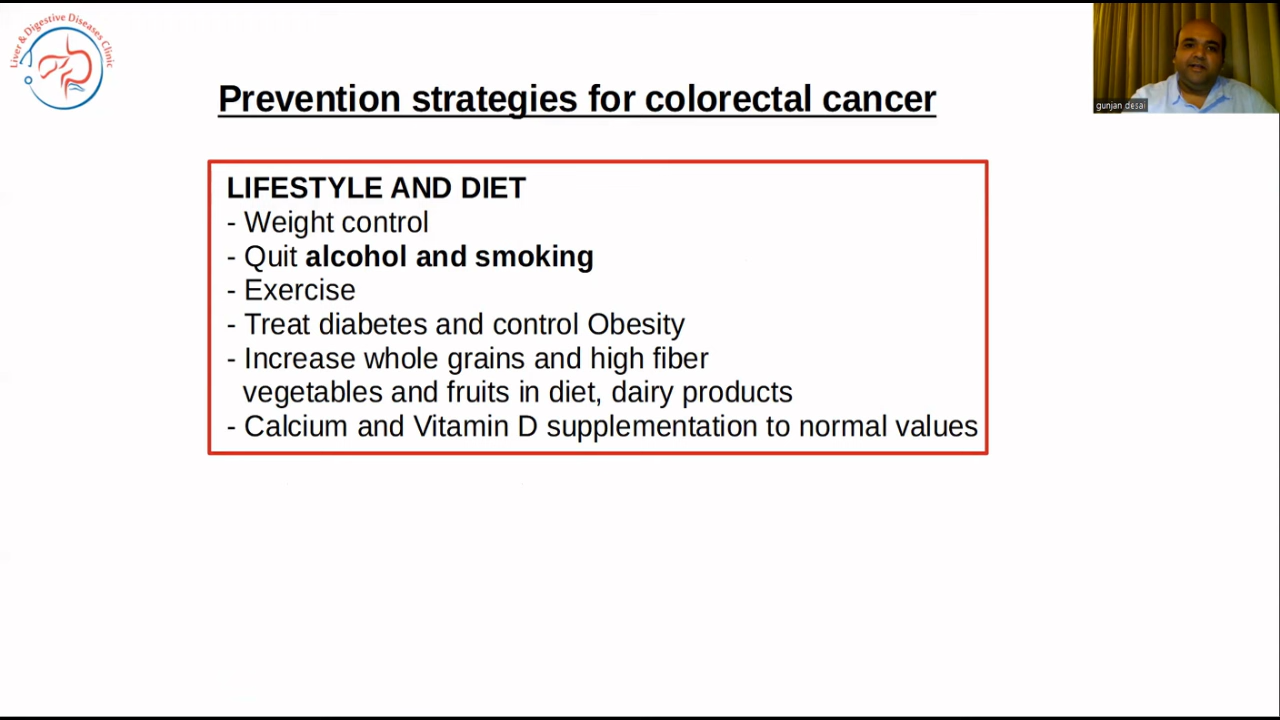 Liver & Digestive Diseases Clinic
gunjan desai
Prevention strategies for colorectal cancer
LIFESTYLE AND DIET
- Weight control
- Quit alcohol and smoking
- Exercise
- Treat diabetes and control Obesity
- Increase whole grains and high fiber
vegetables and fruits in diet, dairy products
- Calcium and Vitamin D supplementation to normal values